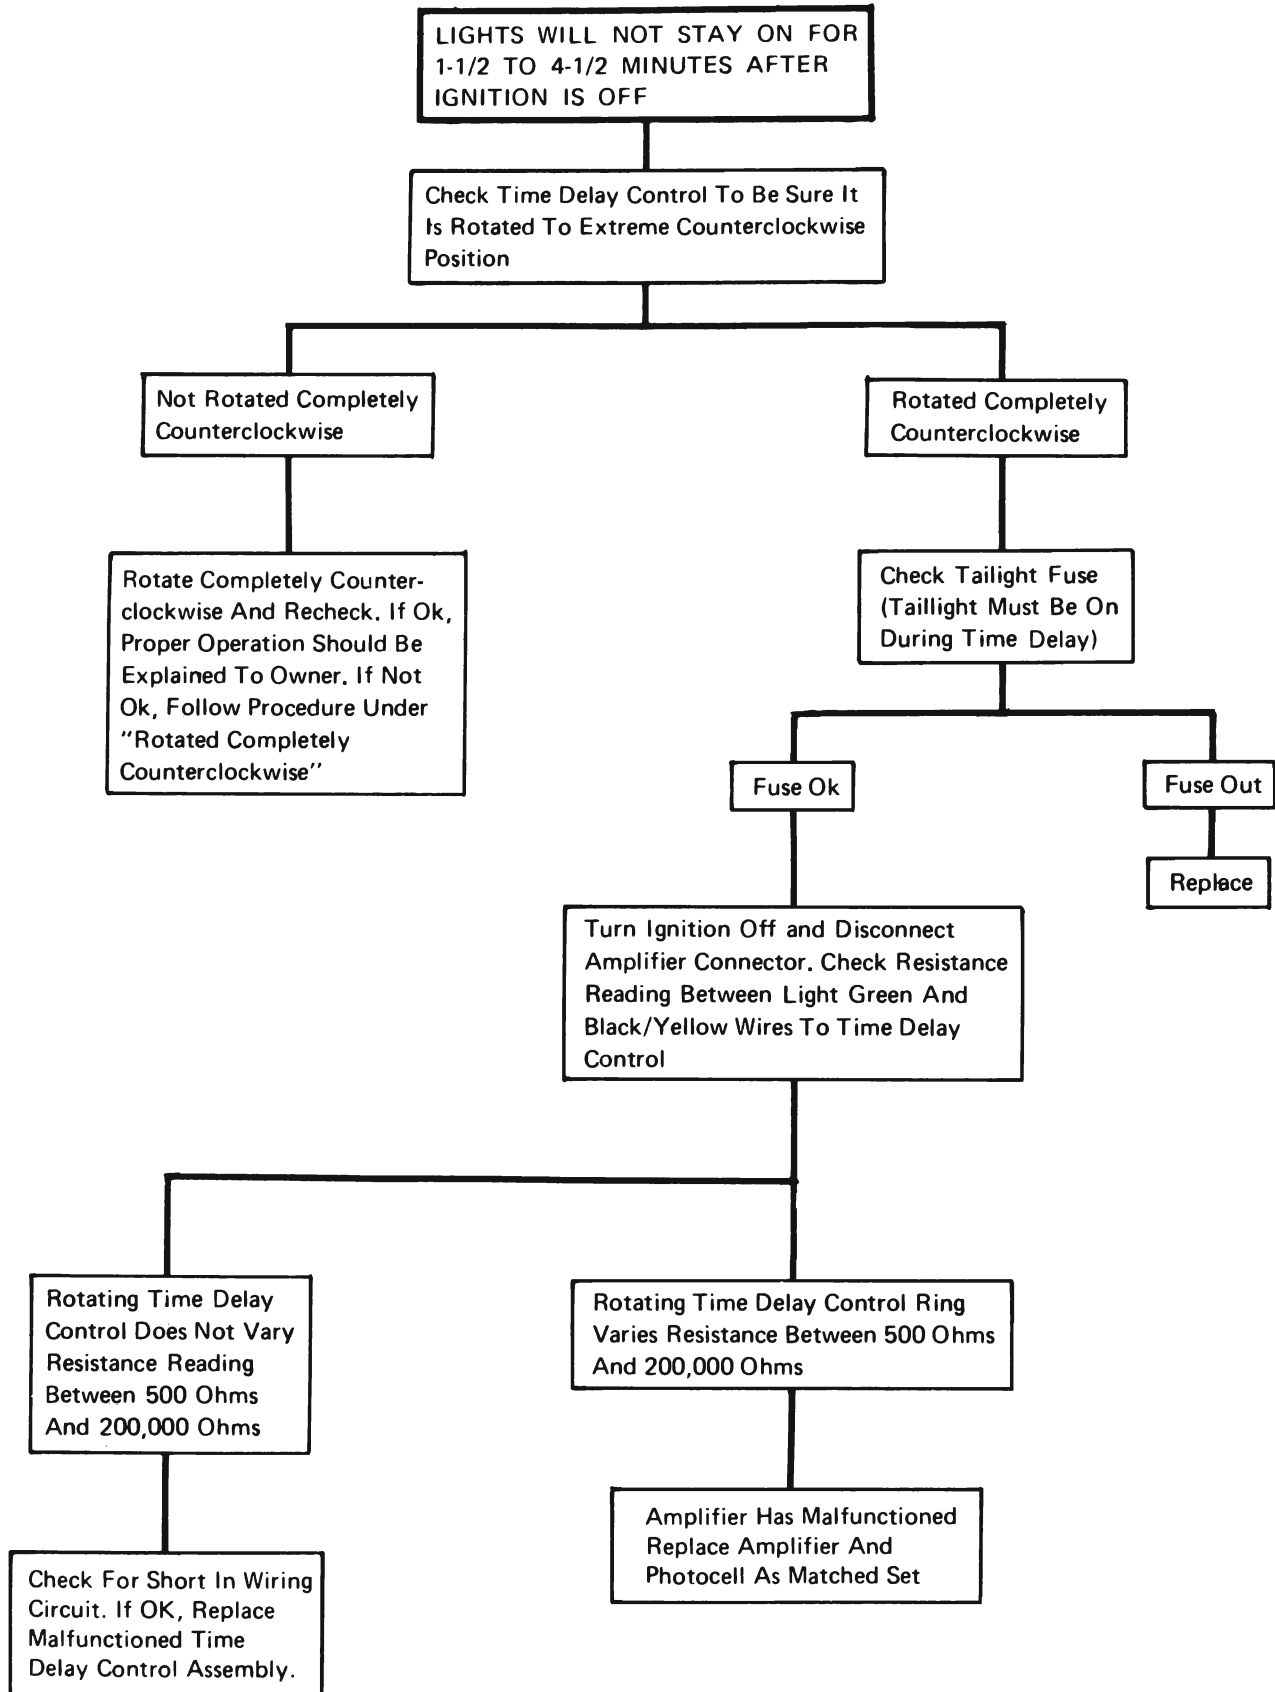 LIGHTS WILL NOT STAY ON FOR
1-1/2 TO 4-1/2 MINUTES AFTER
IGNITION IS OFF
Check Time Delay Control To Be Sure It
Is Rotated To Extreme Counterclockwise
Position
Not Rotated Completely
Counterclockwise
Rotated Completely
Counterclockwise
Rotate Completely Counter-
clockwise And Recheck. If Ok,
Proper Operation Should Be
Explained To Owner. If Not
Ok, Follow Procedure Under
"Rotated Completely
Counterclockwise"
Check Tailight Fuse
(Taillight Must Be On
During Time Delay)
Fuse Ok
Fuse Out
Replace
Turn Ignition Off and Disconnect
Amplifier Connector. Check Resistance
Reading Between Light Green And
Black/Yellow Wires To Time Delay
Control
Rotating Time Delay
Control Does Not Vary
Resistance Reading
Between 500 Ohms
And 200,000 Ohms
Rotating Time Delay Control Ring
Varies Resistance Between 500 Ohms
And 200,000 Ohms
Check For Short In Wiring
Circuit. If OK, Replace
Malfunctioned Time
Delay Control Assembly.
Amplifier Has Malfunctioned
Replace Amplifier And
Photocell As Matched Set